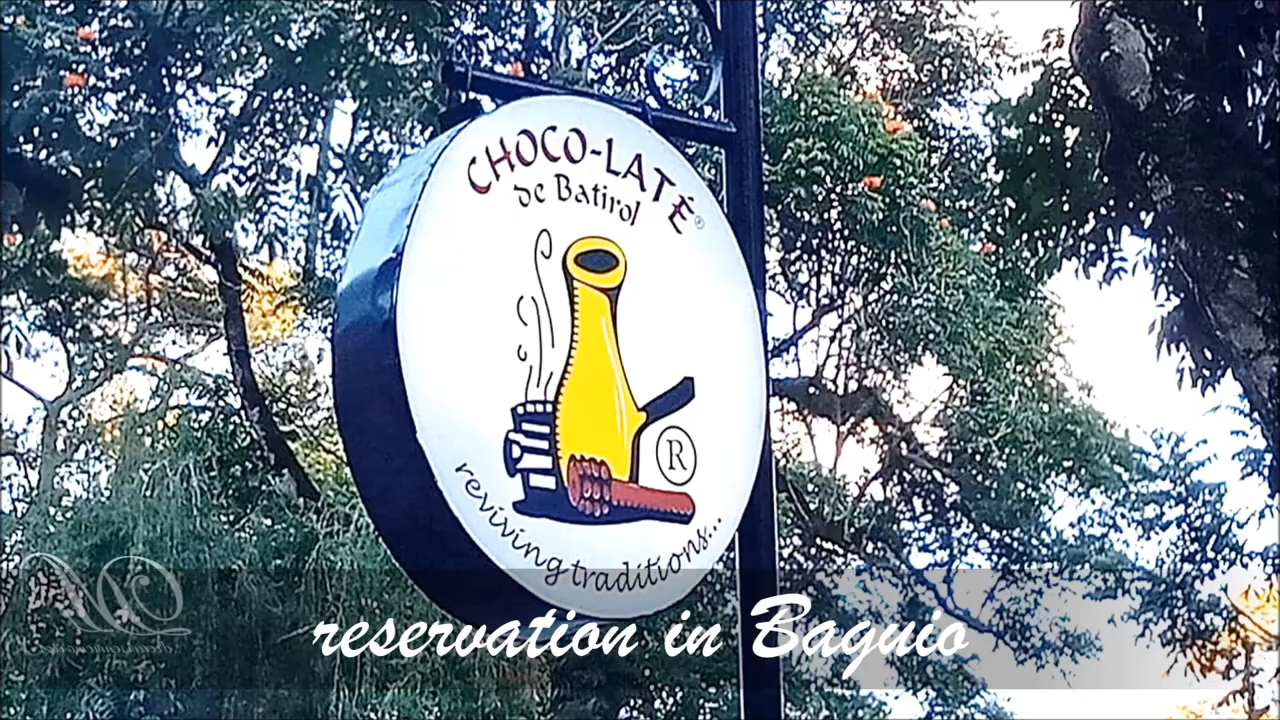 CHOCO-LATÉ®
de Batirol
R
reviving traditions...
reservation in Baguio